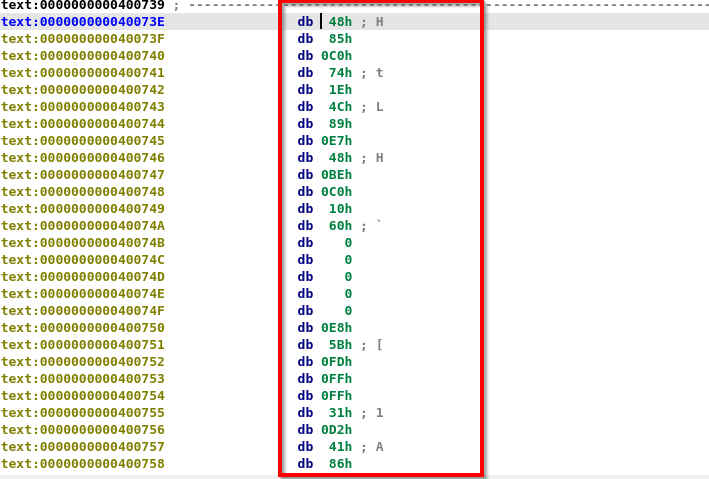 text:0000000000400739 ; ----------------------------------------------------------------
text:000000000040073E db 48h ; H
text:000000000040073F db 85h
text:0000000000400740 db 0C0h
text:0000000000400741 db 74h ; t
text:0000000000400742 db 1Eh
text:0000000000400743 db 4Ch ; L
text:0000000000400744 db 89h
text:0000000000400745 db 0E7h
text:0000000000400746 db 48h ; H
text:0000000000400747 db 0BEh
text:0000000000400748 db 0C0h
text:0000000000400749 db 10h
text:000000000040074A db 60h ; `
text:000000000040074B db 0
text:000000000040074C db 0
text:000000000040074D db 0
text:000000000040074E db 0
text:000000000040074F db 0
text:0000000000400750 db 0E8h
text:0000000000400751 db 5Bh ; [
text:0000000000400752 db 0FDh
text:0000000000400753 db 0FFh
text:0000000000400754 db 0FFh
text:0000000000400755 db 31h ; 1
text:0000000000400756 db 0D2h
text:0000000000400757 db 41h ; A
text:0000000000400758 db 86h